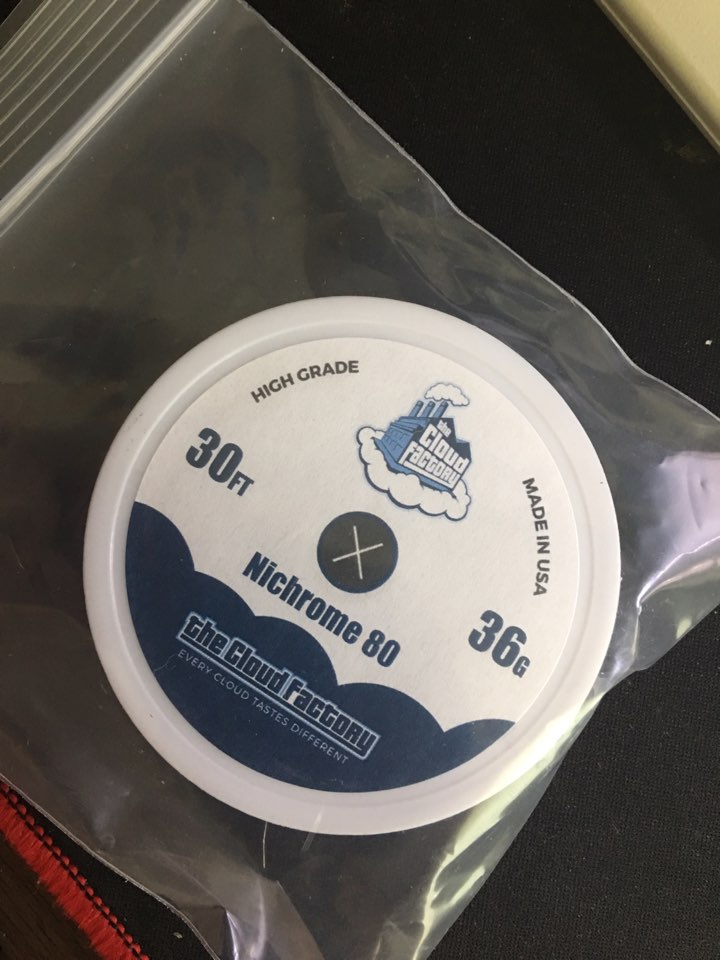 HIGH GRADE
the
Cloud
Factory
30FT
MADE IN USA
Nichrome 80
36G
the Cloud Factory
EVERY CLOUD TASTES DIFFERENT